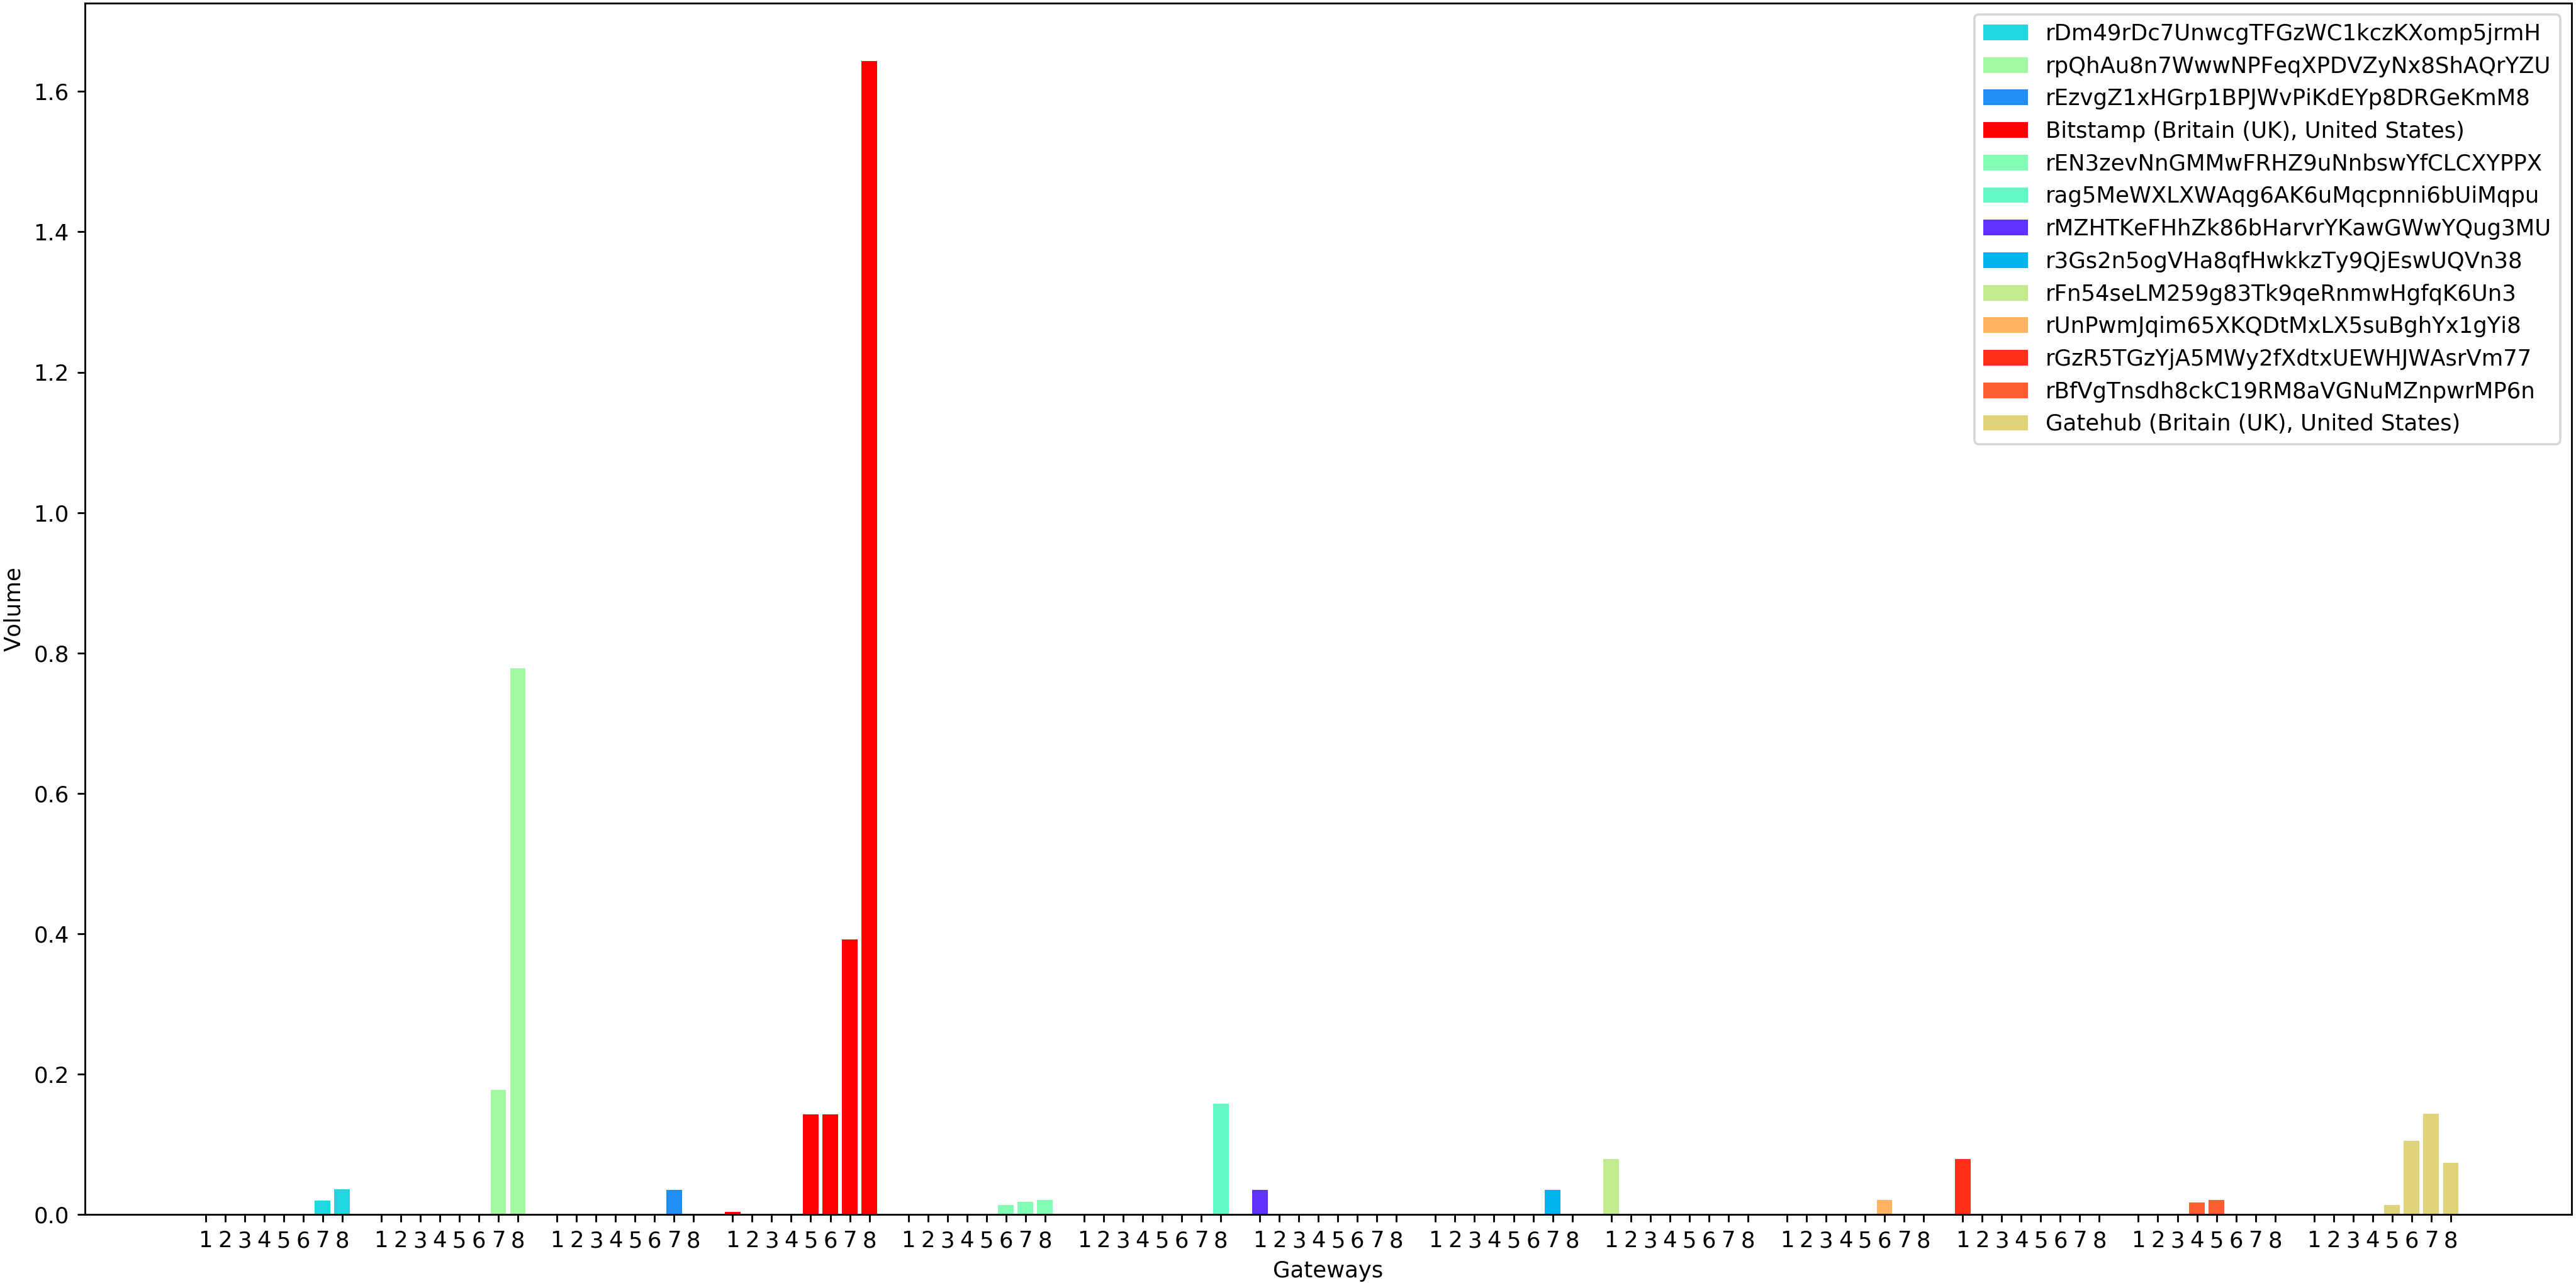 rDm49rDc7UnwcgTFGzWC1kczKXomp5jrmH
rpQhAu8n7WwwNPFeqXPDVZyNx8ShAQrYZU
rEzvgZ1xHGrp1BPJWvPiKdEYp8DRGeKmM8
Bitstamp (Britain (UK), United States)
rEN3zevNnGMMwFRHZ9uNnbswYfCLCXYPPX
rag5MeWXLXWAqg6AK6uMqcpnni6bUiMqpu
rMZHTKeFHhZk86bHarvrYKawGWwYQug3MU
r3Gs2n5ogVHa8qfHwkkzTy9QjEswUQVn38
rFn54seLM259g83Tk9qeRnmwHgfqK6Un3
rUnPwmJqim65XKQDtMxLX5suBghYx1gYi8
rGzR5TGzYjA5MWy2fXdtxUEWHJWAsrVm77
rBfVgTnsdh8ckC19RM8aVGNuMZnpwrMP6n
Gatehub (Britain (UK), United States)
1.6
1.4
1.2
1.0
0.8
0.6
0.4
0.2
0.0
Volume
1 2 3 4 5 6 7 8 1 2 3 4 5 6 7 8 1 2 3 4 5 6 7 8 1 2 3 4 5 6 7 8 1 2 3 4 5 6 7 8 1 2 3 4 5 6 7 8 1 2 3 4 5 6 7 8 1 2 3 4 5 6 7 8 1 2 3 4 5 6 7 8 1 2 3 4 5 6 7 8 1 2 3 4 5 6 7 8 1 2 3 4 5 6 7 8 1 2 3 4 5 6 7 8
Gateways